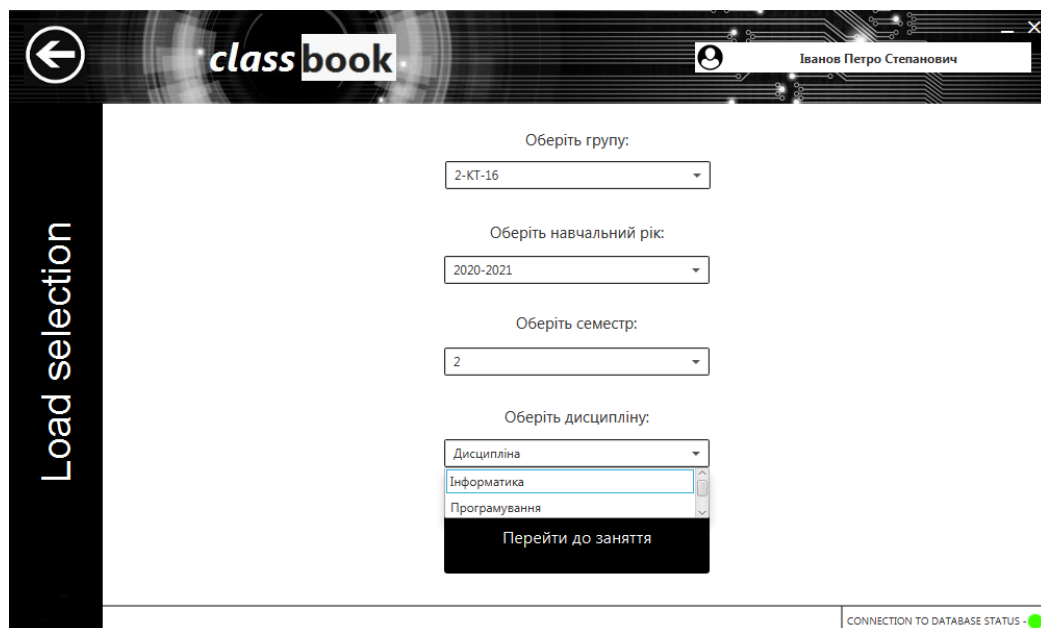 class book
Іванов Петро Степанович
Load selection
Оберіть групу:
2-КТ-16
Оберіть навчальний рік:
2020-2021
Оберіть семестр:
2
Оберіть дисципліну:
Дисципліна
Інформатика
Програмування
Перейти до заняття
CONNECTION TO DATABASE STATUS -